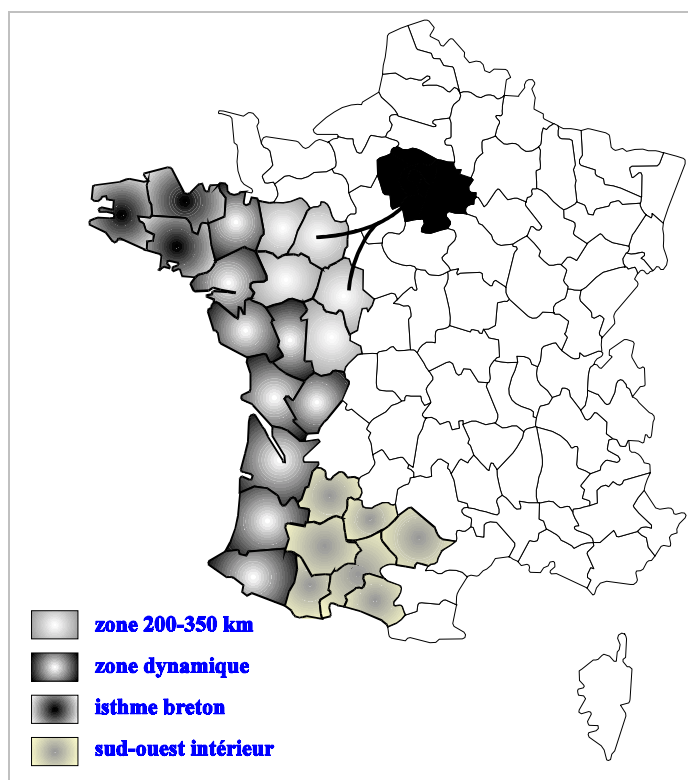 zone 200-350 km
zone dynamique
isthme breton
sud-ouest intérieur